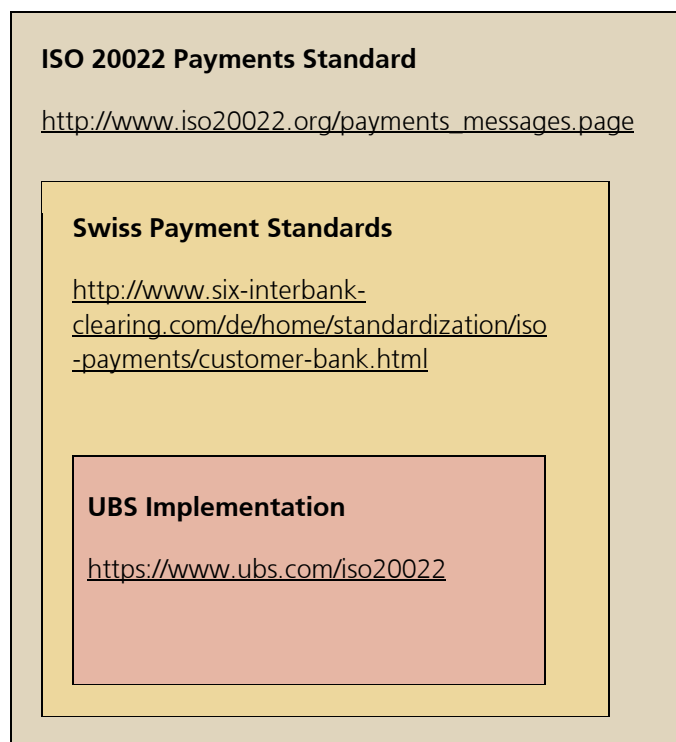 ISO 20022 Payments Standard
http://www.iso20022.org/payments_messages.page
Swiss Payment Standards
http://www.six-interbank-
clearing.com/de/home/standardization/iso
-payments/customer-bank.html
UBS Implementation
https://www.ubs.com/iso20022